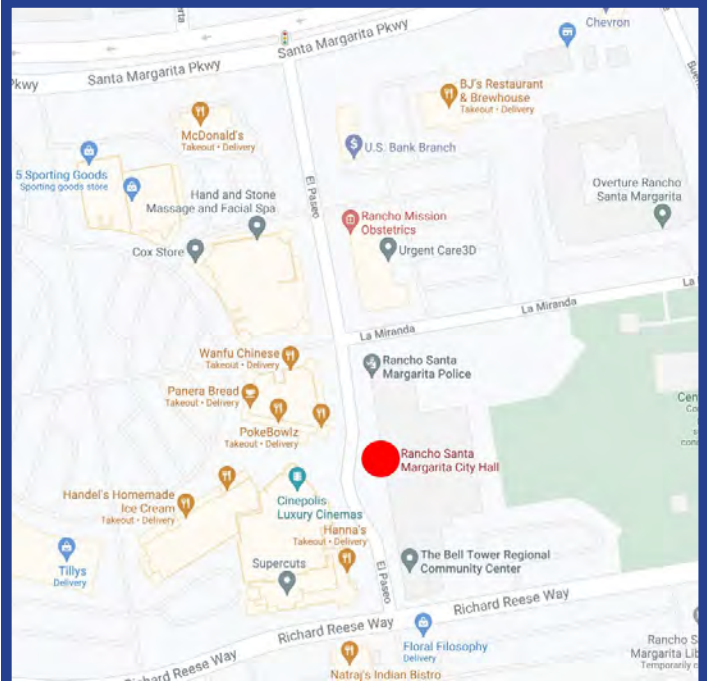 Chevron
Santa Margarita Pkwy
Pkwy
Santa Margarita Pkwy
BJ's Restaurant
& Brewhouse
Takeout • Delivery
McDonald's
Takeout • Delivery
U.S. Bank Branch
5 Sporting Goods
Sporting goods store
El Paseo
Overture Rancho
Santa Margarita
Hand and Stone
Massage and Facial Spa
Rancho Mission
Obstetrics
Cox Store
Urgent Care3D
La
La Miranda
La Miranda
Wanfu Chinese
Takeout • Delivery
Rancho Santa
Margarita Police
Panera Bread
Takeout • Delivery
PokeBowlz
Takeout • Delivery
Rancho Santa
Margarita City Hall
Handel's Homemade
Ice Cream
Takeout • Delivery
Cinepolis
Luxury Cinemas
Hanna's
Takeout • Delivery
Tillys
Delivery
Supercuts
The Bell Tower Regional
Community Center
El Paseo
Richard Reese Way
Richard Reese Way
Floral Filosophy
Delivery
Rancho S
Margarita Lib
Temporarily c
Richard Reese Way
Natraj's Indian Bistro